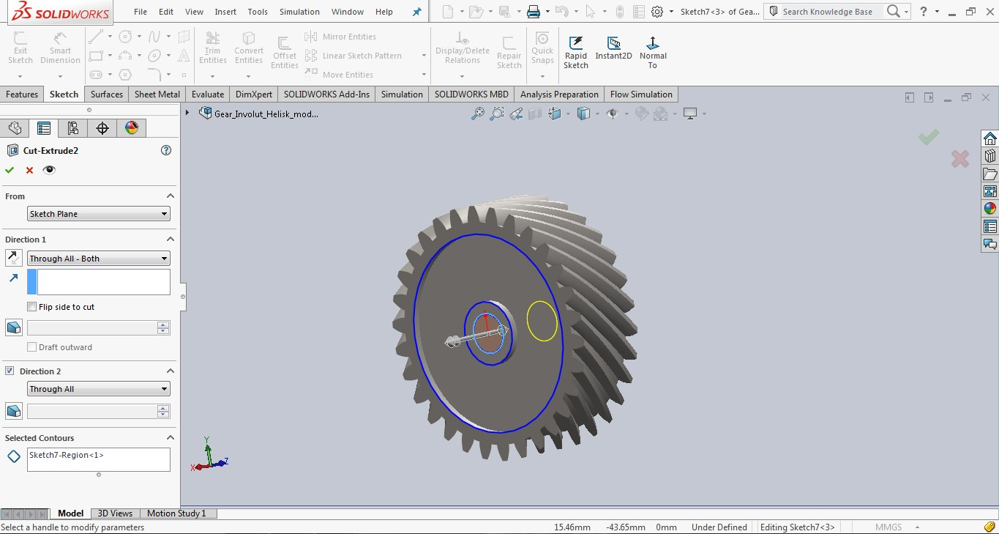 SOLIDWORKS File Edit View Insert Tools Simulation Window Help Sketch7<3> of Gea... Search Knowledge Base ?
Exit Sketch Smart Dimension Trim Entities Convert Entities Offset Entities Mirror Entities Linear Sketch Pattern Move Entities Display/Delete Relations Repair Sketch Quick Snaps Rapid Sketch Instant2D Normal To
Features Sketch Surfaces Sheet Metal Evaluate DimXpert SOLIDWORKS Add-Ins Simulation SOLIDWORKS MBD Analysis Preparation Flow Simulation
Gear_Involut_Helisk_mod...
Cut-Extrude2 ?
From
Sketch Plane
Direction 1
Through All - Both
Flip side to cut
Draft outward
Direction 2
Through All
Selected Contours
Sketch7-Region<1>
Y
X Z
Model 3D Views Motion Study 1
Select a handle to modify parameters 15.46mm -43.65mm 0mm Under Defined Editing Sketch7<3> MMGS